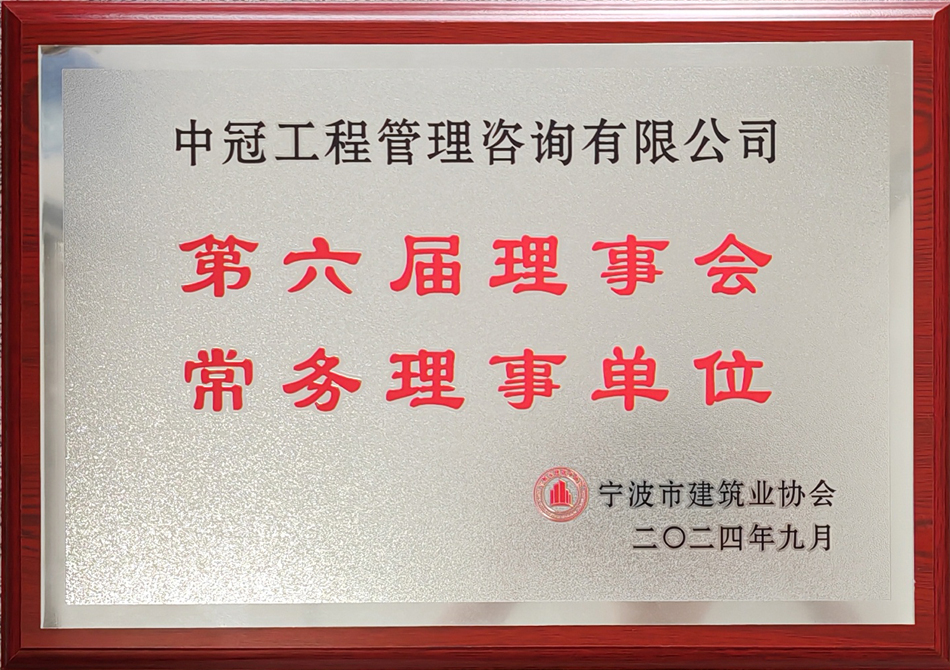 中冠工程管理咨询有限公司
第六届理事会
常务理事单位
宁波市建筑业协会
二〇二四年九月